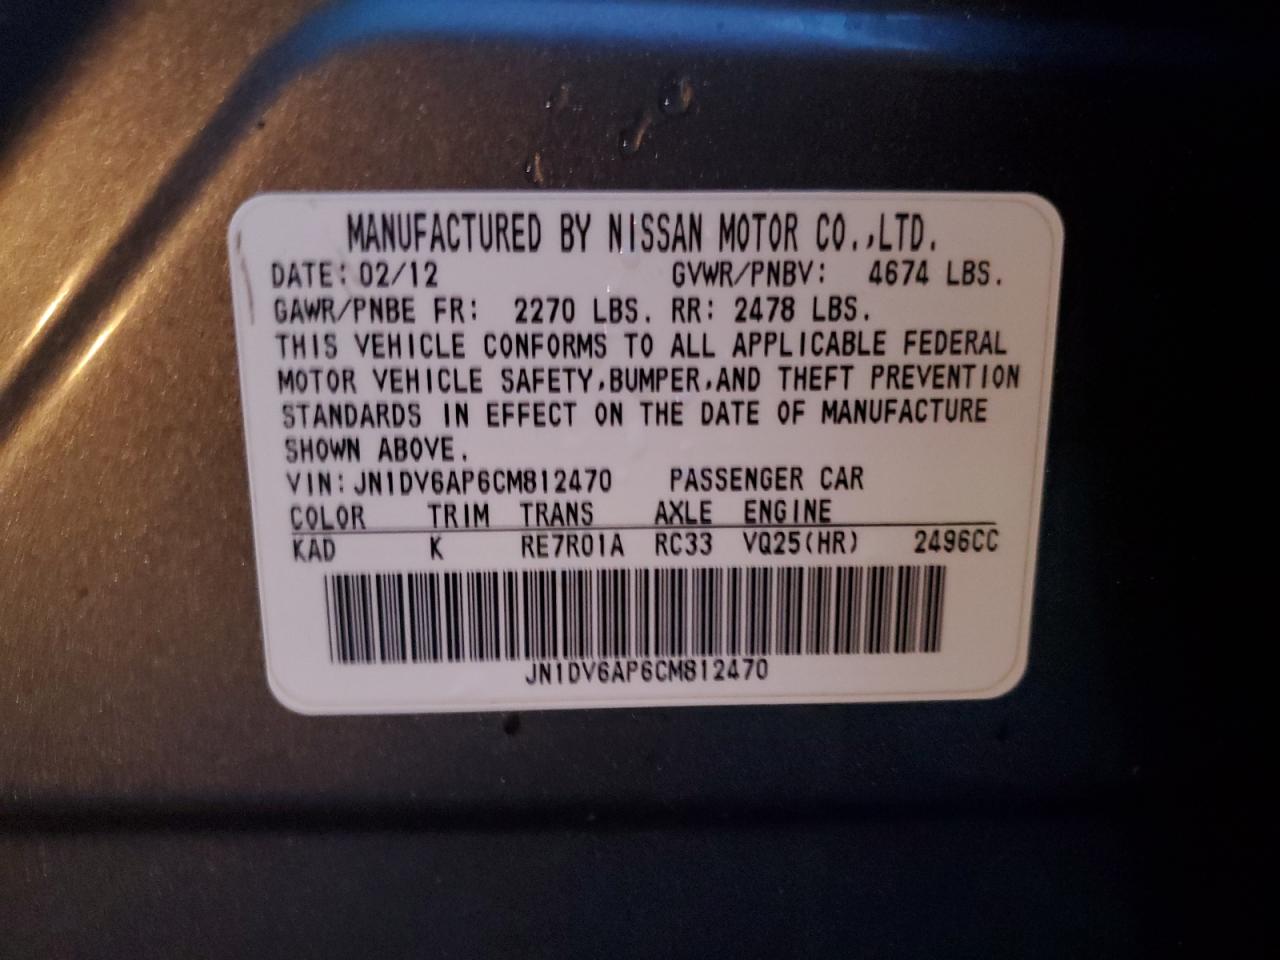 MANUFACTURED BY NISSAN MOTOR CO.,LTD.
DATE: 02/12 GVWR/PNBV: 4674 LBS.
GAWR/PNBE FR: 2270 LBS. RR: 2478 LBS.
THIS VEHICLE CONFORMS TO ALL APPLICABLE FEDERAL
MOTOR VEHICLE SAFETY,BUMPER,AND THEFT PREVENTION
STANDARDS IN EFFECT ON THE DATE OF MANUFACTURE
SHOWN ABOVE.
VIN: JN1DV6AP6CM812470 PASSENGER CAR
COLOR TRIM TRANS AXLE ENGINE
KAD K RE7R01A RC33 VQ25(HR) 2496CC
JN1DV6AP6CM812470